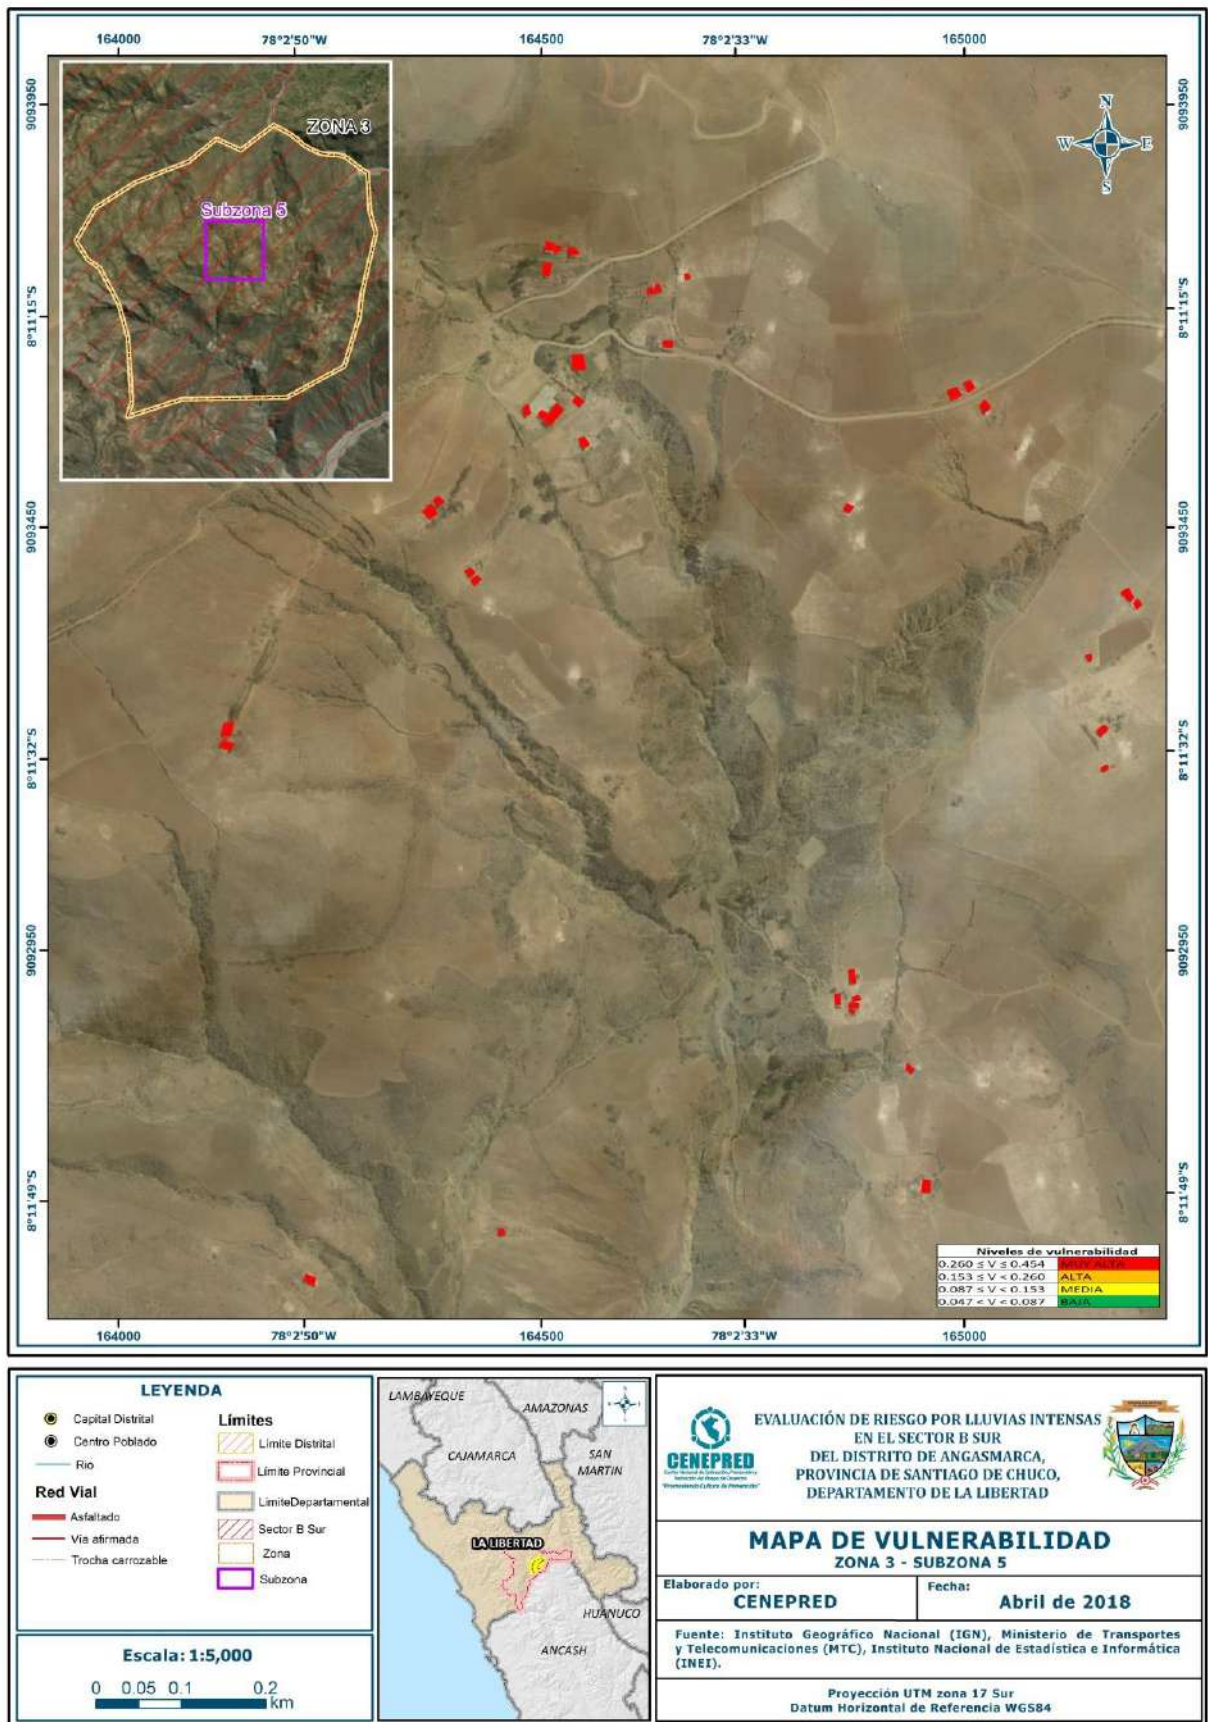 164000 78°2'50"W 164500 78°2'33"W 165000
9093950 9093950
ZONA 3
Subzona 5
N
W E
S
8°11'15"S 8°11'15"S
9093450 9093450
8°11'32"S 8°11'32"S
9092950 9092950
8°11'49"S 8°11'49"S
Niveles de vulnerabilidad
0.260 ≤ V ≤ 0.454 MUY ALTA
0.153 ≤ V < 0.260 ALTA
0.087 ≤ V < 0.153 MEDIA
0.047 < V < 0.087 BAJA
164000 78°2'50"W 164500 78°2'33"W 165000
LEYENDA
Capital Distrital
Centro Poblado
Rio
Red Vial
Asfaltado
Via afirmada
Trocha carrozable
Límites
Límite Distrital
Límite Provincial
LímiteDepartamental
Sector B Sur
Zona
Subzona
Escala: 1:5,000
0 0.05 0.1 0.2
km
LAMBAYEQUE
AMAZONAS
CAJAMARCA
SAN
MARTIN
LA LIBERTAD
HUANUCO
ANCASH
CENEPRED
EVALUACIÓN DE RIESGO POR LLUVIAS INTENSAS
EN EL SECTOR B SUR
DEL DISTRITO DE ANGASMARCA,
PROVINCIA DE SANTIAGO DE CHUCO,
DEPARTAMENTO DE LA LIBERTAD
MAPA DE VULNERABILIDAD
ZONA 3 - SUBZONA 5
Elaborado por:
CENEPRED
Fecha:
Abril de 2018
Fuente: Instituto Geográfico Nacional (IGN), Ministerio de Transportes
y Telecomunicaciones (MTC), Instituto Nacional de Estadística e Informática
(INEI).
Proyección UTM zona 17 Sur
Datum Horizontal de Referencia WGS84